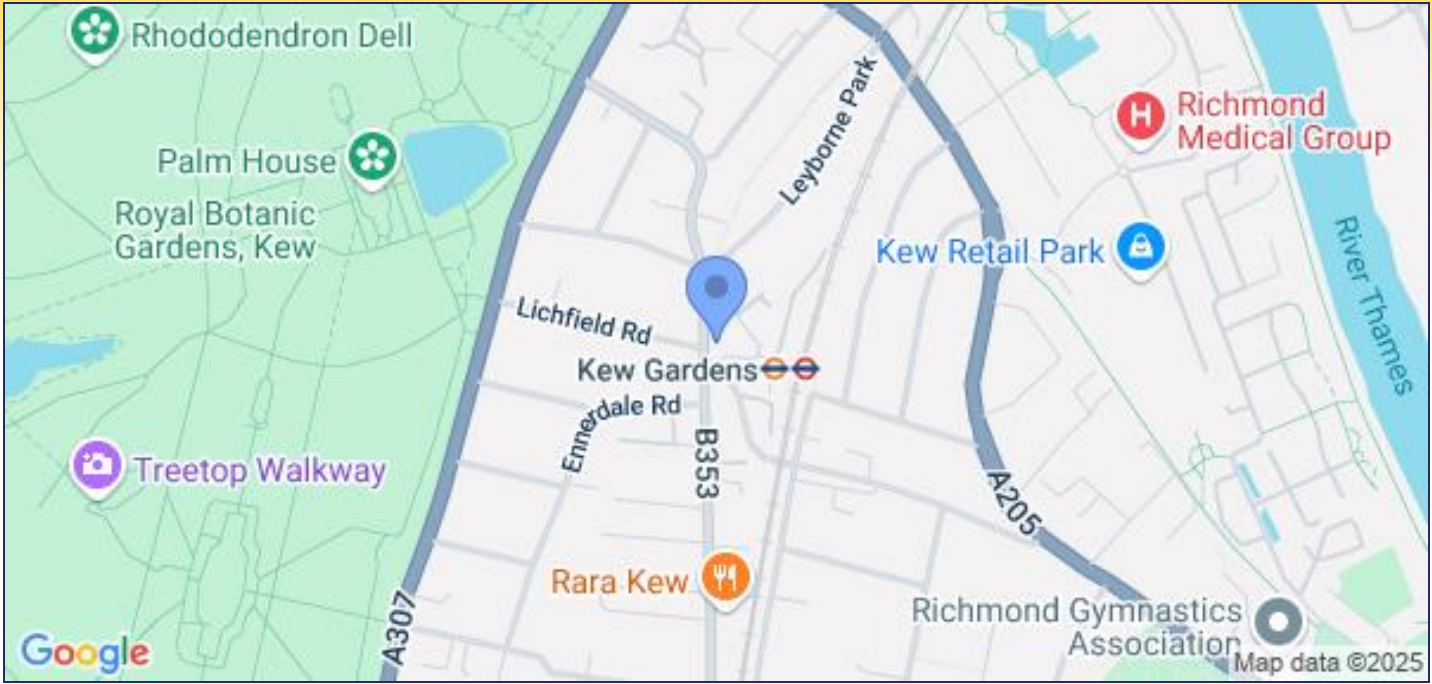 Rhododendron Dell
Palm House
Royal Botanic
Gardens, Kew
Leyborne Park
H
Richmond
Medical Group
Kew Retail Park
River Thames
Lichfield Rd
Kew Gardens
Ennerdale Rd
B353
Treetop Walkway
A205
Rara Kew
A307
Richmond Gymnastics
Association
Google
Map data ©2025